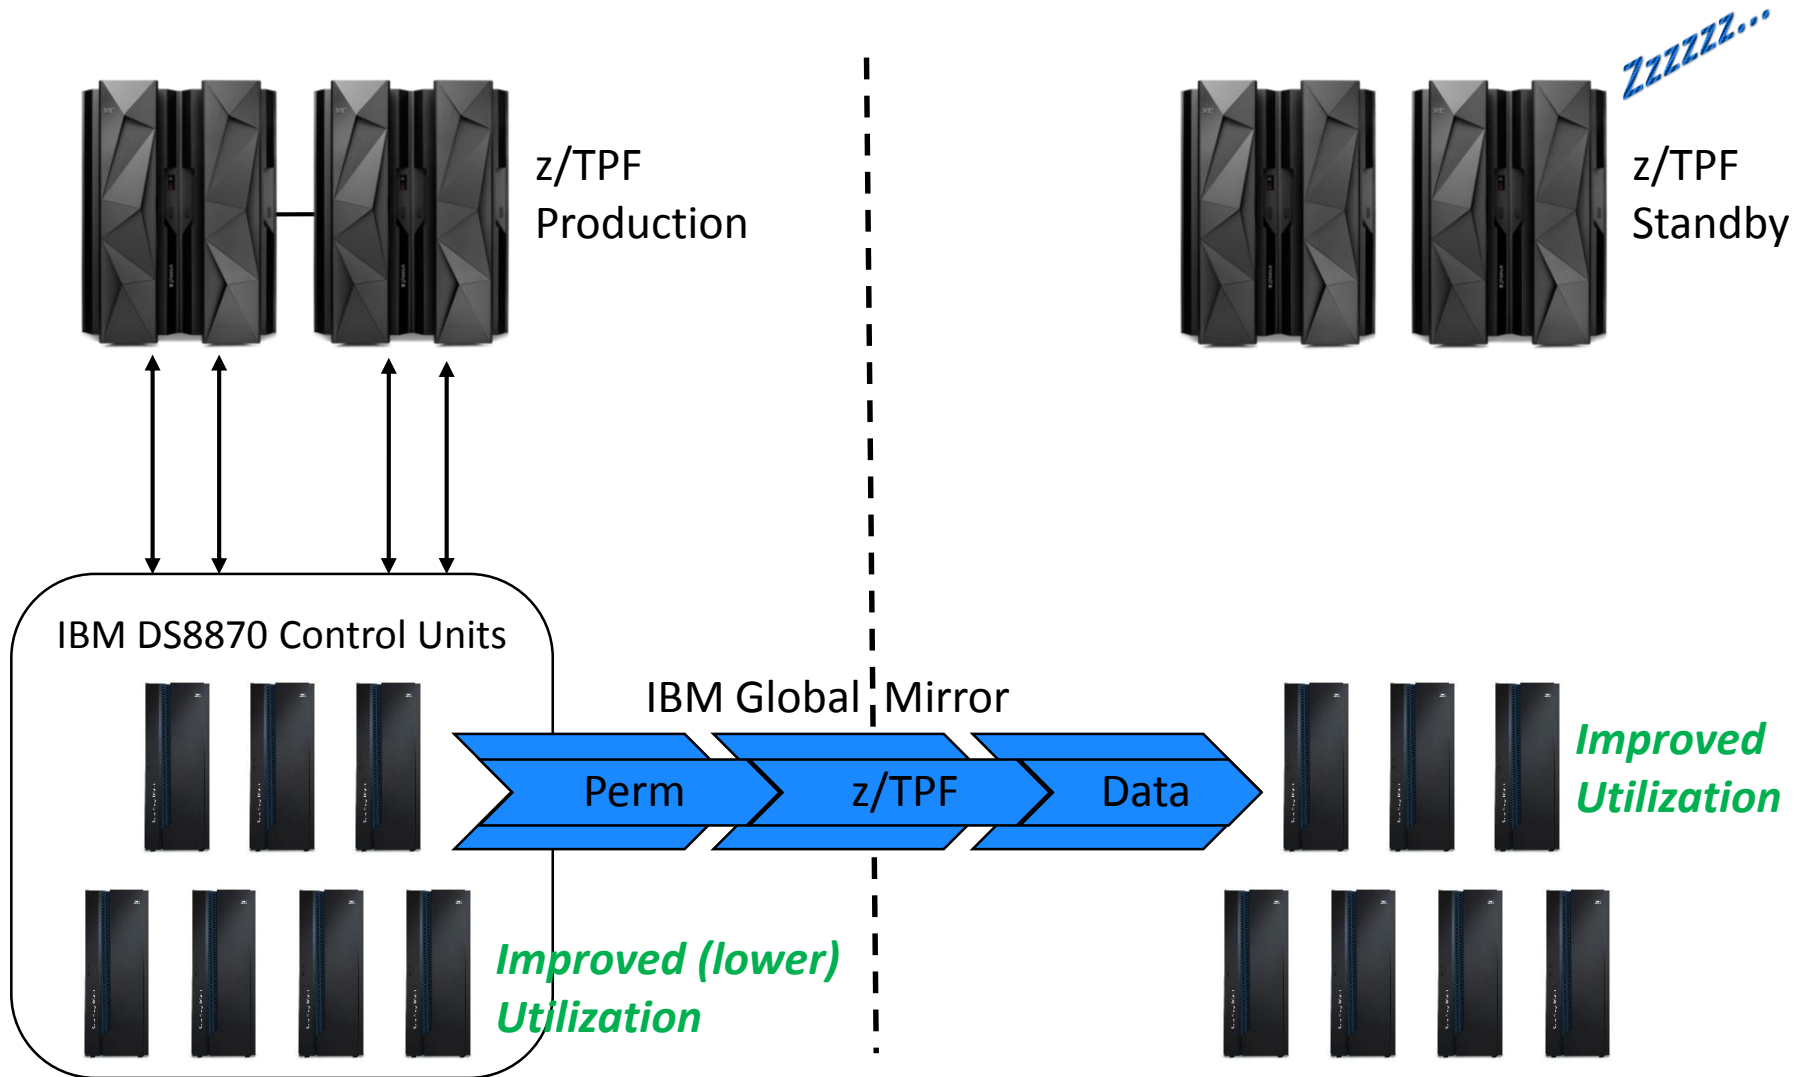 Zzzzzz...
z/TPF
Production
z/TPF
Standby
IBM DS8870 Control Units
IBM Global Mirror
Perm
z/TPF
Data
Improved
Utilization
Improved (lower)
Utilization